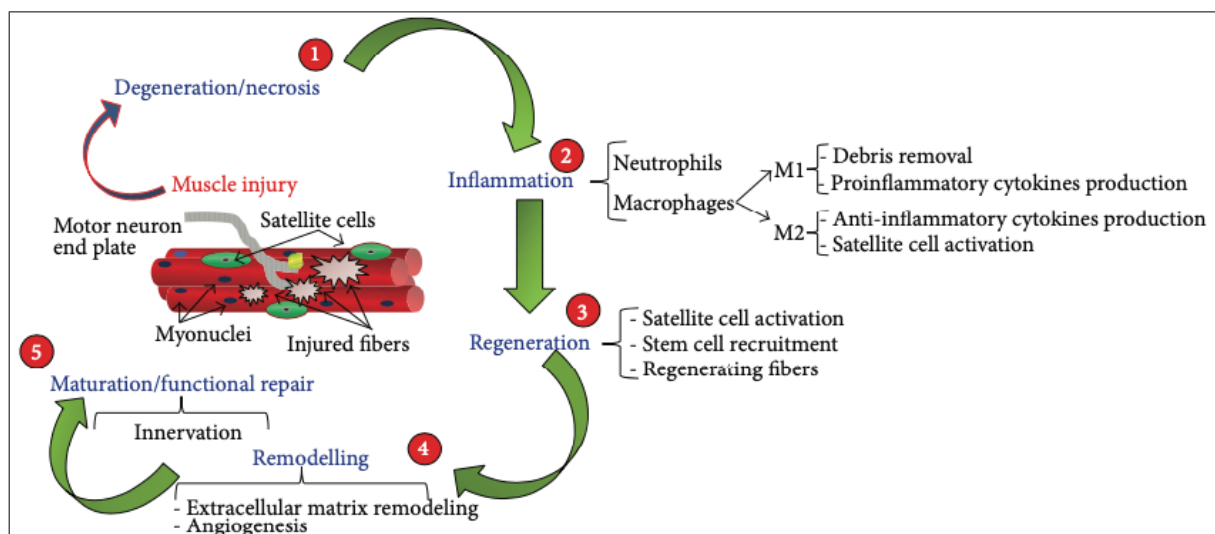 1
Degeneration/necrosis
Muscle injury
2
Inflammation
Neutrophils
Macrophages
M1
- Debris removal
- Proinflammatory cytokines production
M2
- Anti-inflammatory cytokines production
- Satellite cell activation
Motor neuron
end plate
Satellite cells
Myonuclei
Injured fibers
3
Regeneration
- Satellite cell activation
- Stem cell recruitment
- Regenerating fibers
4
Remodelling
- Extracellular matrix remodeling
- Angiogenesis
5
Maturation/functional repair
Innervation